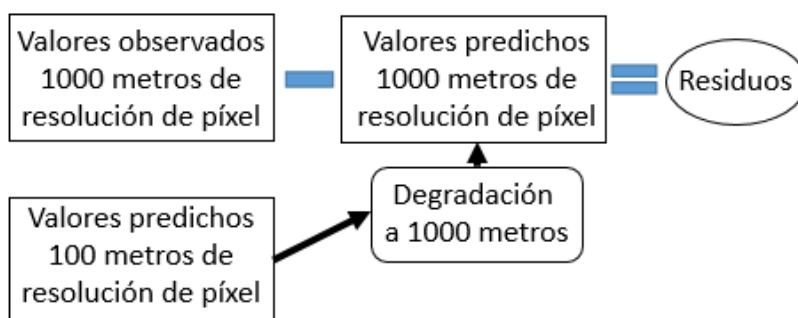 Valores observados
1000 metros de
resolución de píxel
Valores predichos
1000 metros de
resolución de píxel
Residuos
Valores predichos
100 metros de
resolución de píxel
Degradación
a 1000 metros